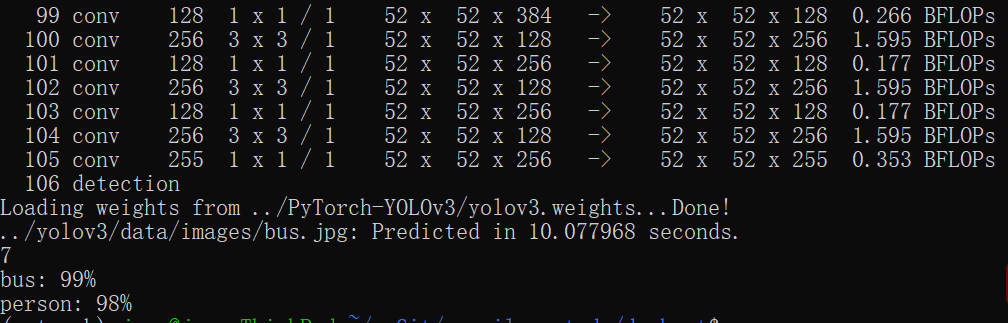 99 conv 128 1 x 1 / 1 52 x 52 x 384 -> 52 x 52 x 128 0.266 BFLOPs
100 conv 256 3 x 3 / 1 52 x 52 x 128 -> 52 x 52 x 256 1.595 BFLOPs
101 conv 128 1 x 1 / 1 52 x 52 x 256 -> 52 x 52 x 128 0.177 BFLOPs
102 conv 256 3 x 3 / 1 52 x 52 x 128 -> 52 x 52 x 256 1.595 BFLOPs
103 conv 128 1 x 1 / 1 52 x 52 x 256 -> 52 x 52 x 128 0.177 BFLOPs
104 conv 256 3 x 3 / 1 52 x 52 x 128 -> 52 x 52 x 256 1.595 BFLOPs
105 conv 255 1 x 1 / 1 52 x 52 x 256 -> 52 x 52 x 255 0.353 BFLOPs
106 detection
Loading weights from ../PyTorch-YOLOv3/yolov3.weights...Done!
../yolov3/data/images/bus.jpg: Predicted in 10.077968 seconds.
7
bus: 99%
person: 98%